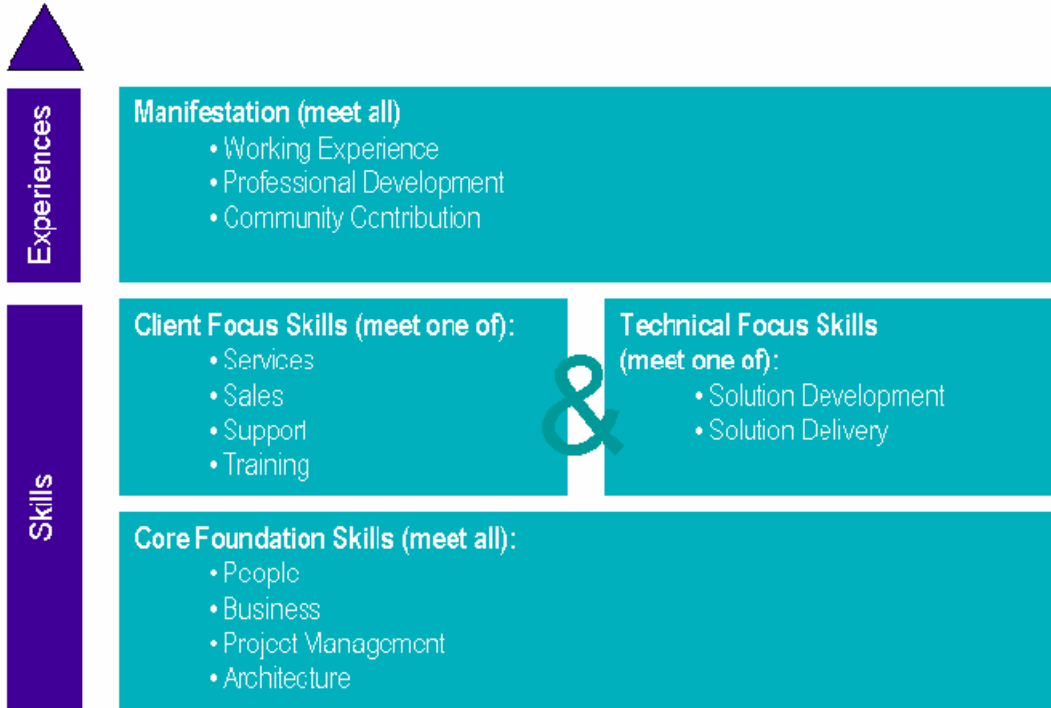 Experiences
Manifestation (meet all)
• Working Experience
• Professional Development
• Community Contribution
Skills
Client Focus Skills (meet one of):
• Services
• Sales
• Support
• Training
&
Technical Focus Skills
(meet one of):
• Solution Development
• Solution Delivery
Core Foundation Skills (meet all):
• People
• Business
• Project Management
• Architecture